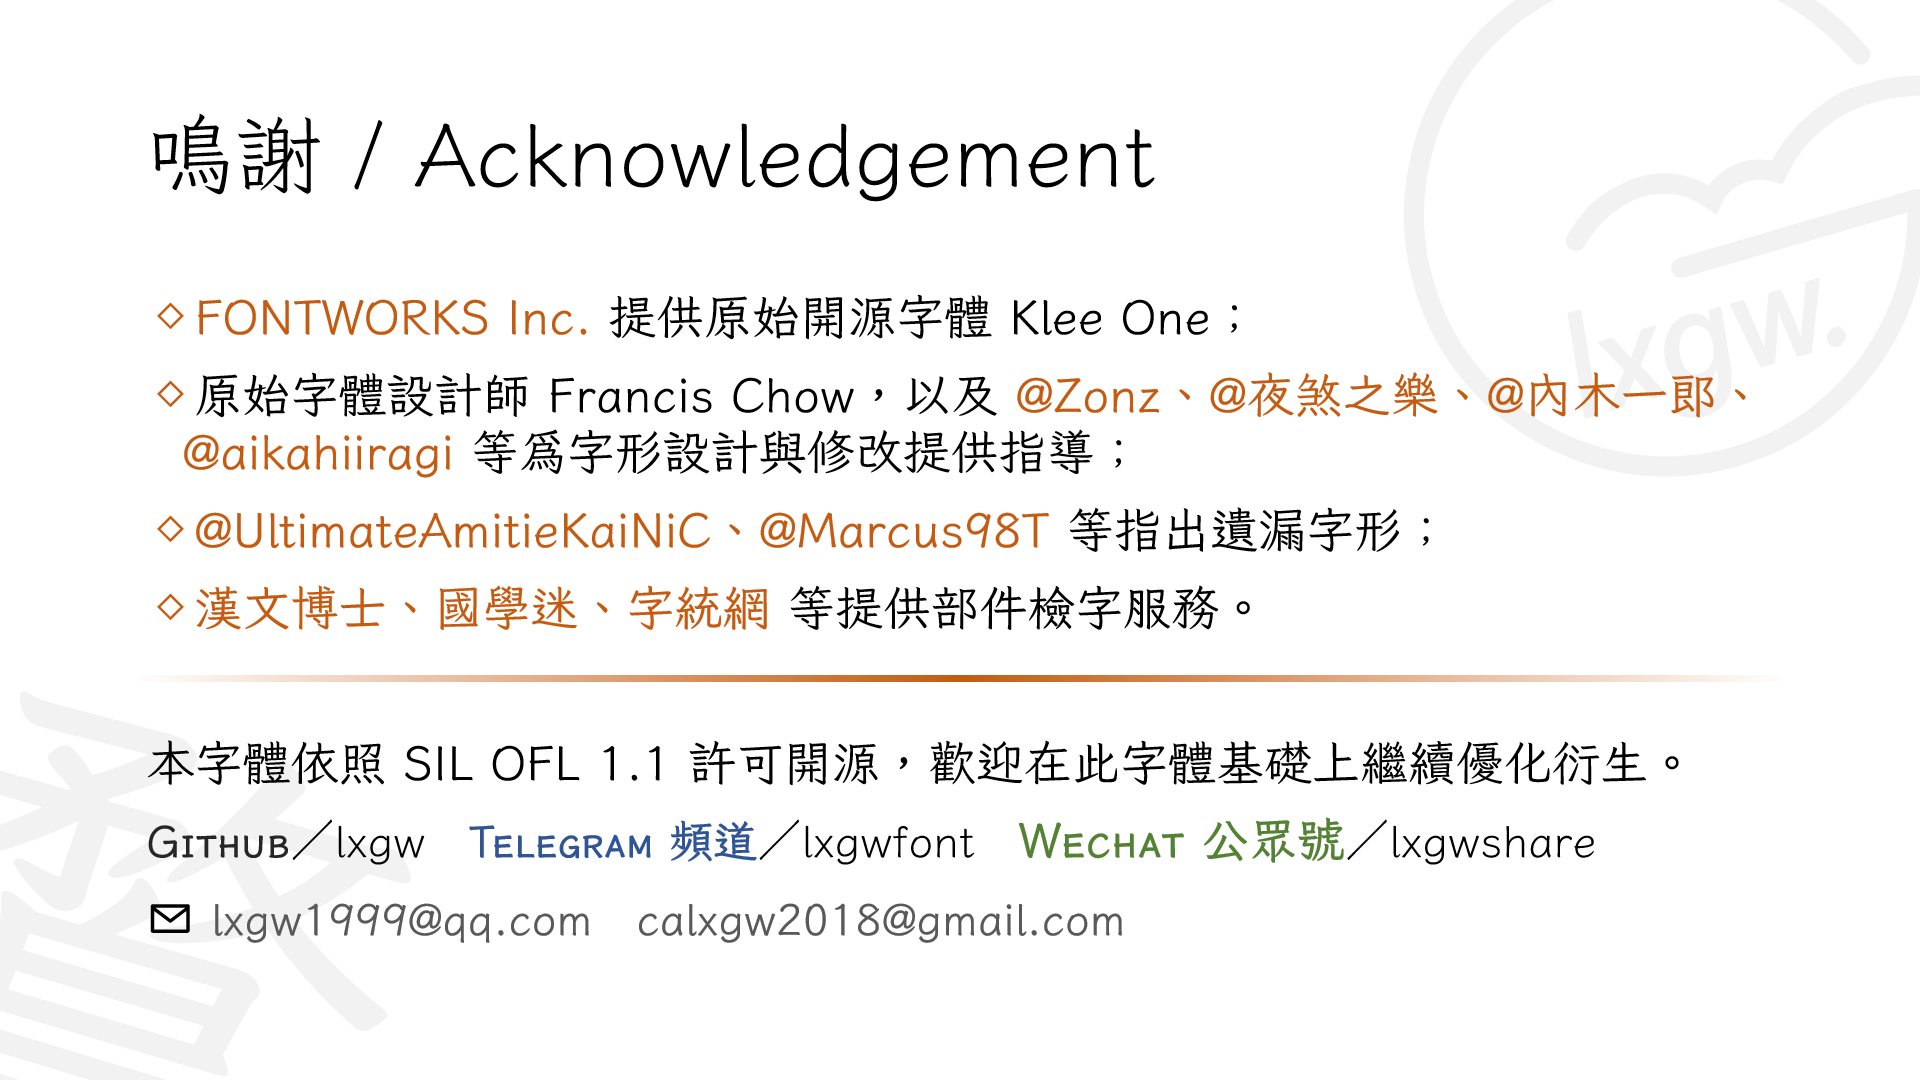 鳴謝 / Acknowledgement
lxgw.
◇FONTWORKS Inc. 提供原始開源字體 Klee One；
◇原始字體設計師 Francis Chow，以及 @Zonz、@夜煞之樂、@內木一郎、
@aikahiiragi 等爲字形設計與修改提供指導；
◇@UltimateAmitieKaiNiC、@Marcus98T 等指出遺漏字形；
◇漢文博士、國學迷、字統網 等提供部件檢字服務。
本字體依照 SIL OFL 1.1 許可開源，歡迎在此字體基礎上繼續優化衍生。
GITHUB／lxgw TELEGRAM 頻道／lxgwfont WECHAT 公眾號／lxgwshare
lxgw1999@qq.com calxgw2018@gmail.com